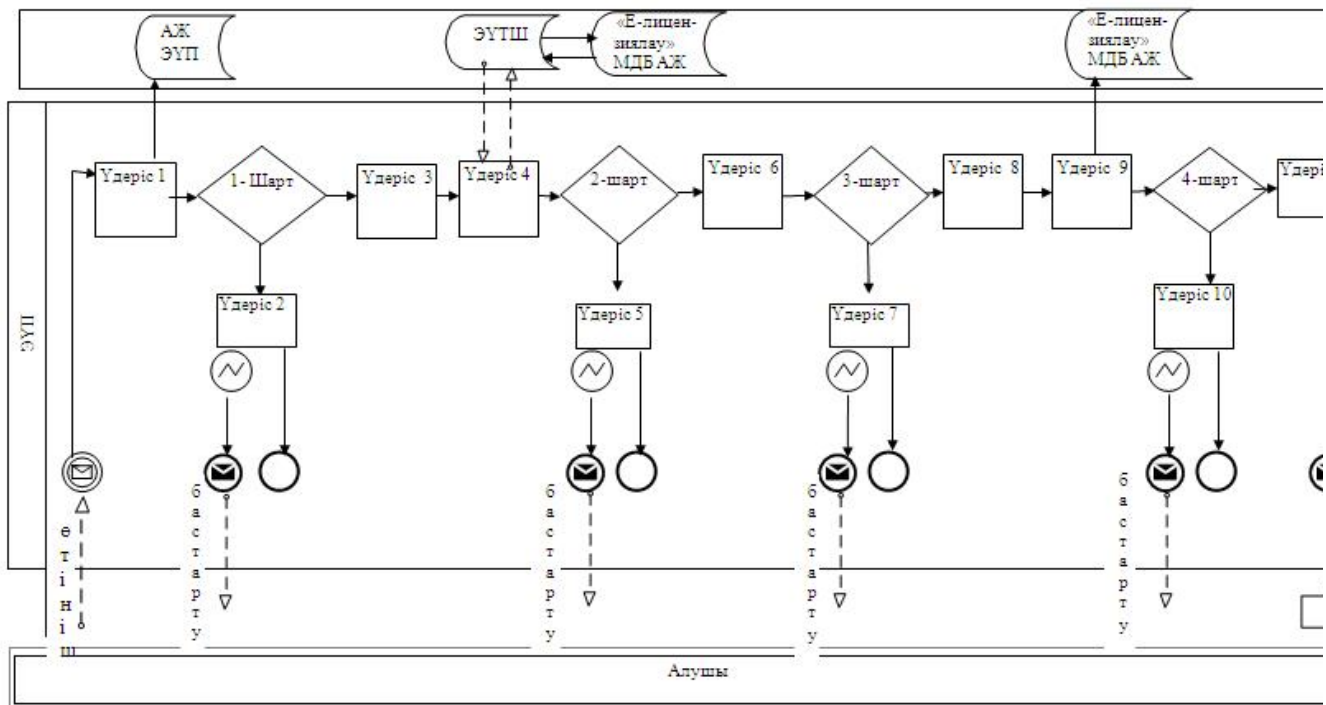 АЖ
ЭҮП
ЭҮТШ
«Е-лицен-
зиялау»
МДБ АЖ
«Е-лицен-
зиялау»
МДБ АЖ
Үдеріс 1
1- Шарт
Үдеріс 3
Үдеріс 4
2-шарт
Үдеріс 6
3-шарт
Үдеріс 8
Үдеріс 9
4-шарт
Үдеріс 2
Үдеріс 5
Үдеріс 7
Үдеріс 10
ЭҮП
өтініш
бастарту
бастарту
бастарту
бастарту
Алушы